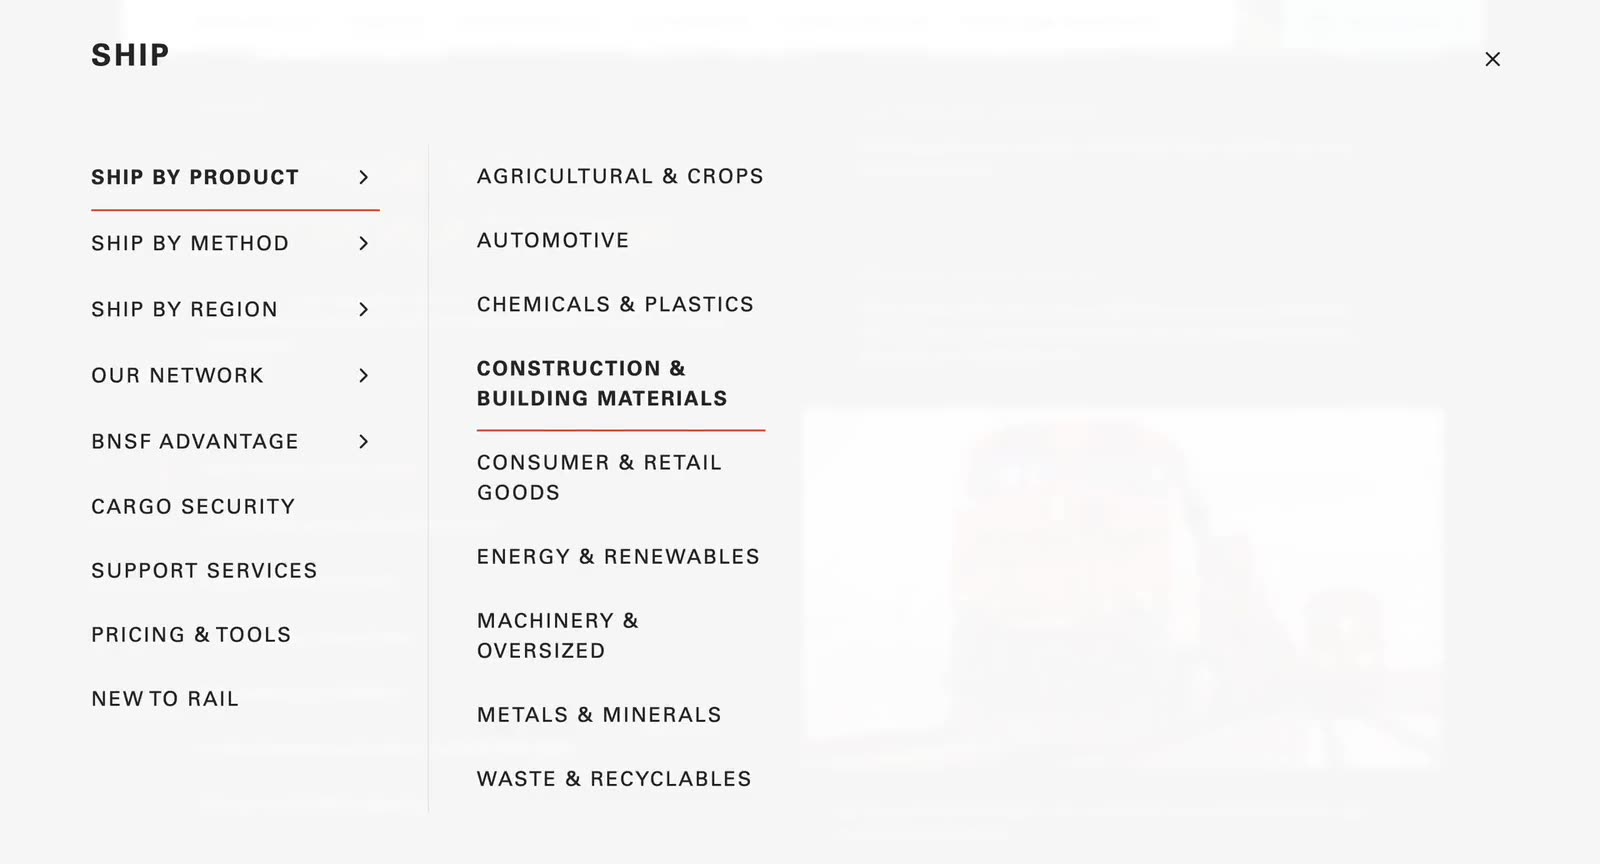 SHIP
SHIP BY PRODUCT
SHIP BY METHOD
SHIP BY REGION
OUR NETWORK
BNSF ADVANTAGE
CARGO SECURITY
SUPPORT SERVICES
PRICING & TOOLS
NEW TO RAIL
AGRICULTURAL & CROPS
AUTOMOTIVE
CHEMICALS & PLASTICS
CONSTRUCTION &
BUILDING MATERIALS
CONSUMER & RETAIL
GOODS
ENERGY & RENEWABLES
MACHINERY &
OVERSIZED
METALS & MINERALS
WASTE & RECYCLABLES